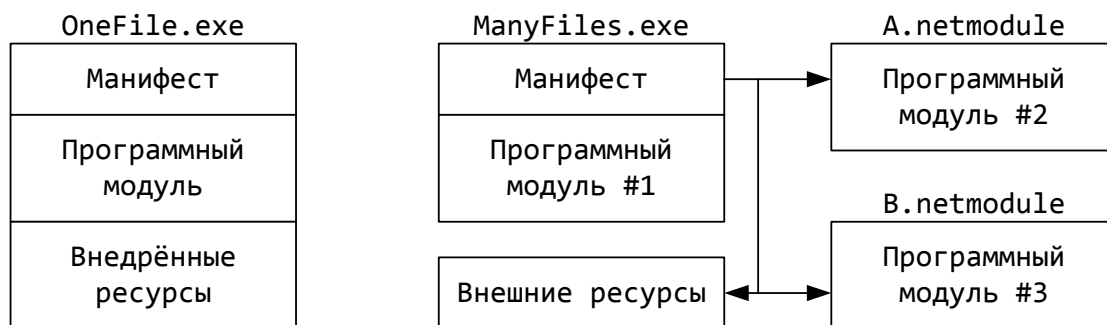 OneFile.exe
Манифест
Программный
модуль
Внедрённые
ресурсы
ManyFiles.exe
Манифест
Программный
модуль #1
Внешние ресурсы
A.netmodule
Программный
модуль #2
B.netmodule
Программный
модуль #3